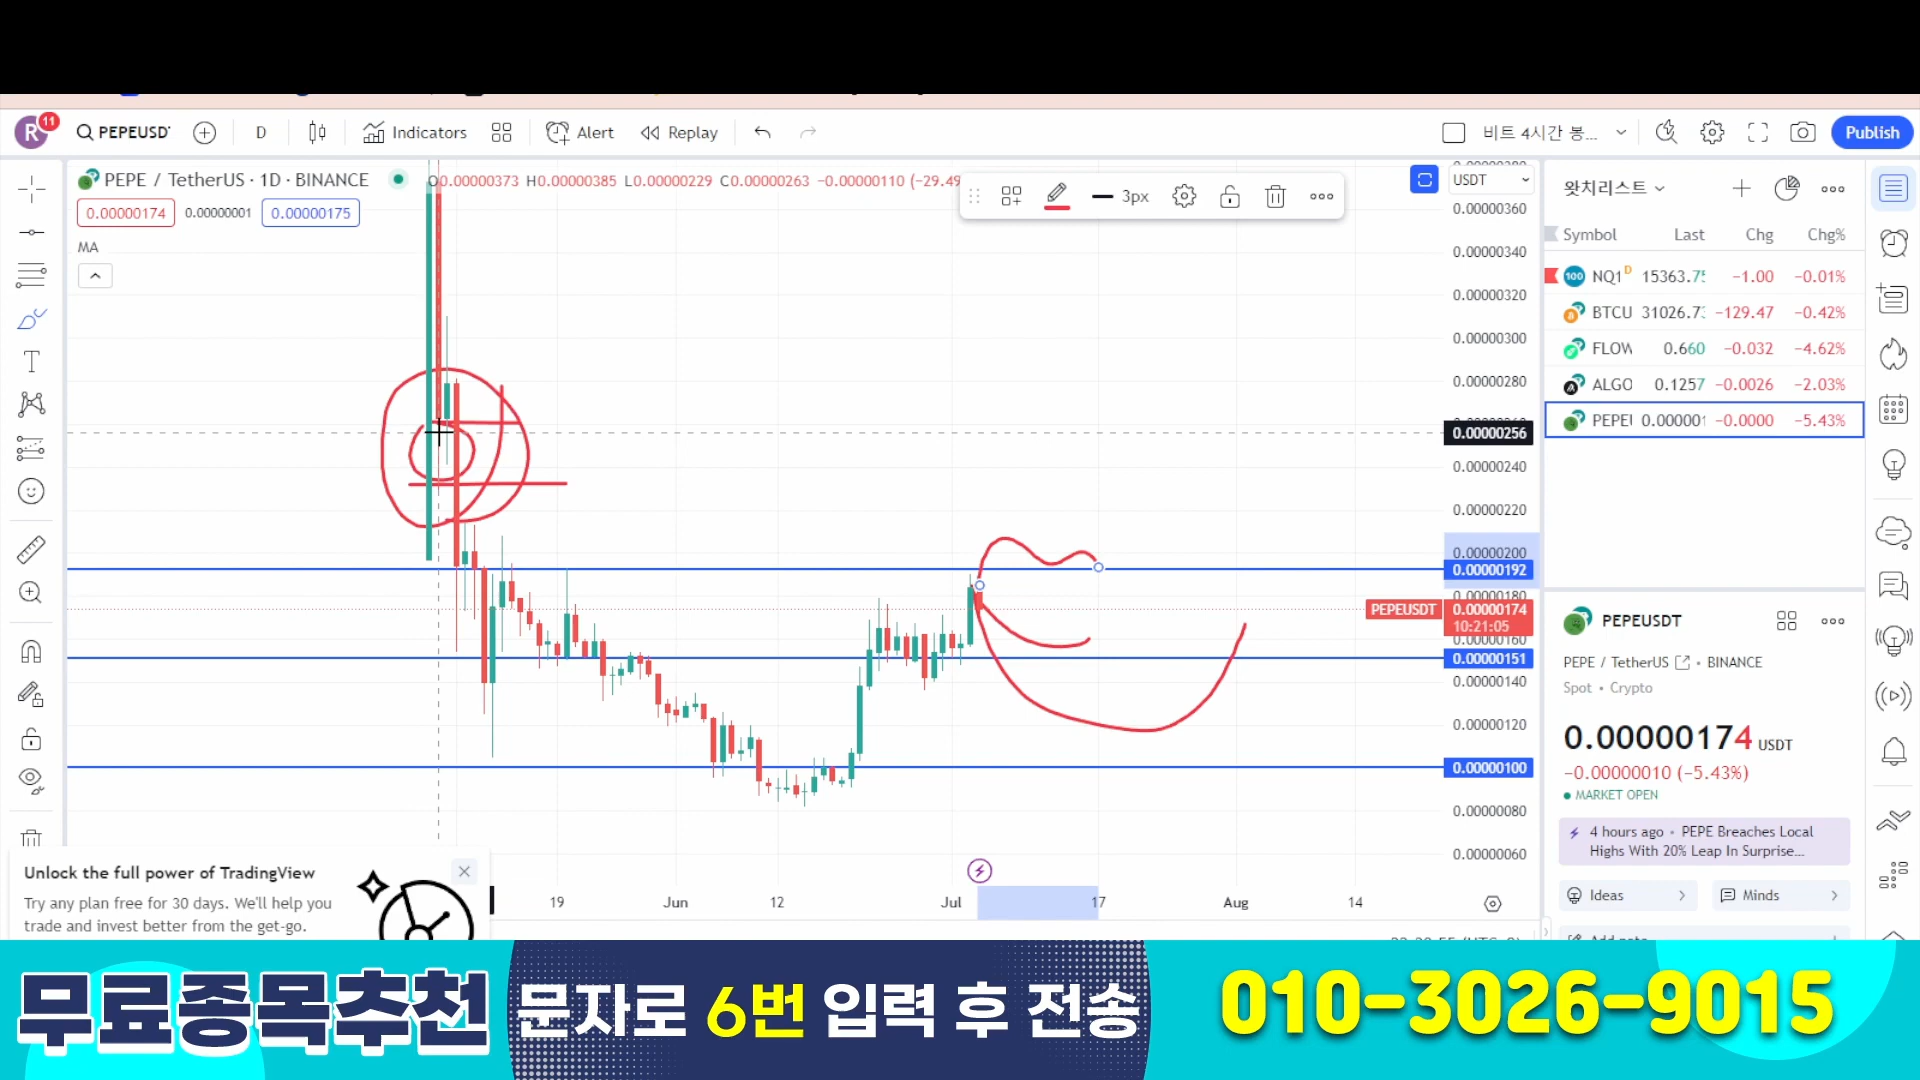 R
11
PEPEUSDT
D
Indicators
Alert
Replay
비트 4시간 봉...
Publish
PEPE / TetherUS · 1D · BINANCE
O0.00000373 H0.00000385 L0.00000229 C0.00000263 −0.00000110 (−29.49
0.00000174
0.00000001
0.00000175
MA
3px
USDT
0.00000360
0.00000340
0.00000320
0.00000300
0.00000280
0.00000256
0.00000240
0.00000220
0.00000200
0.00000192
0.00000180
PEPEUSDT
0.00000174
10:21:05
0.00000160
0.00000151
0.00000140
0.00000120
0.00000100
0.00000080
0.00000060
19
Jun
12
Jul
17
Aug
14
왓치리스트
Symbol Last Chg Chg%
100 NQ1 D 15363.75 −1.00 −0.01%
BTCU 31026.7 −129.47 −0.42%
FLOW 0.660 −0.032 −4.62%
ALGO 0.1257 −0.0026 −2.03%
PEPEU 0.000001 −0.0000 −5.43%
PEPEUSDT
PEPE / TetherUS • BINANCE
Spot • Crypto
0.00000174 USDT
−0.00000010 (−5.43%)
MARKET OPEN
4 hours ago • PEPE Breaches Local
Highs With 20% Leap In Surprise...
Ideas
Minds
Unlock the full power of TradingView
Try any plan free for 30 days. We'll help you
trade and invest better from the get-go.
무료종목추천
문자로 6번 입력 후 전송
010-3026-9015